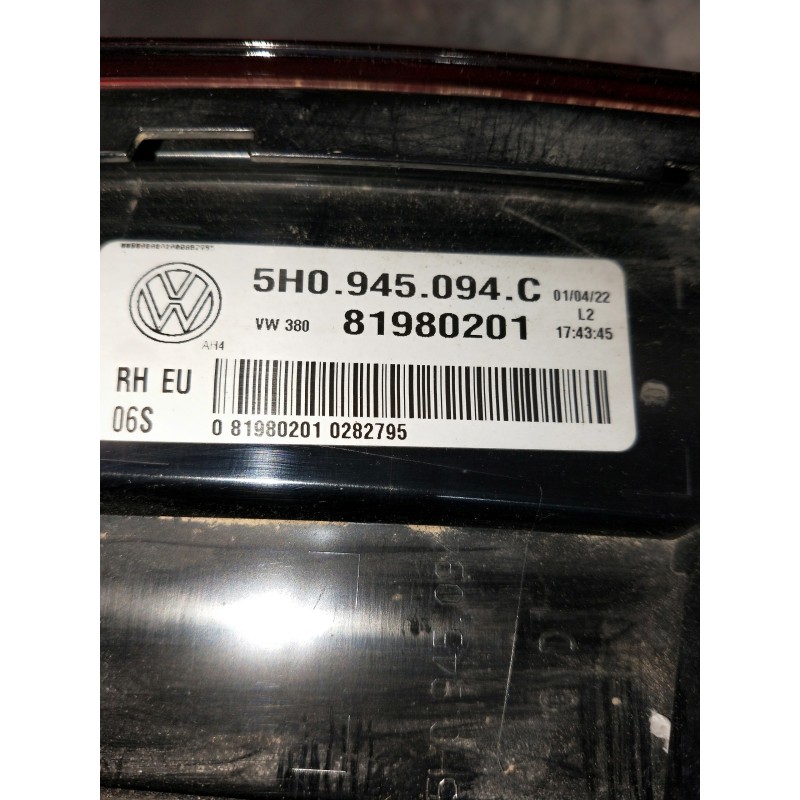 5H0.945.094.C
01/04/22
VW 380
81980201
L2
17:43:45
AH4
RH EU
06S
0 81980201 0282795